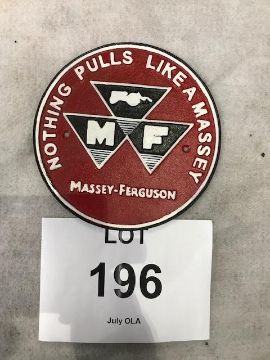 NOTHING PULLS LIKE A MASSEY
M F
MASSEY-FERGUSON
LOT
196
July OLA